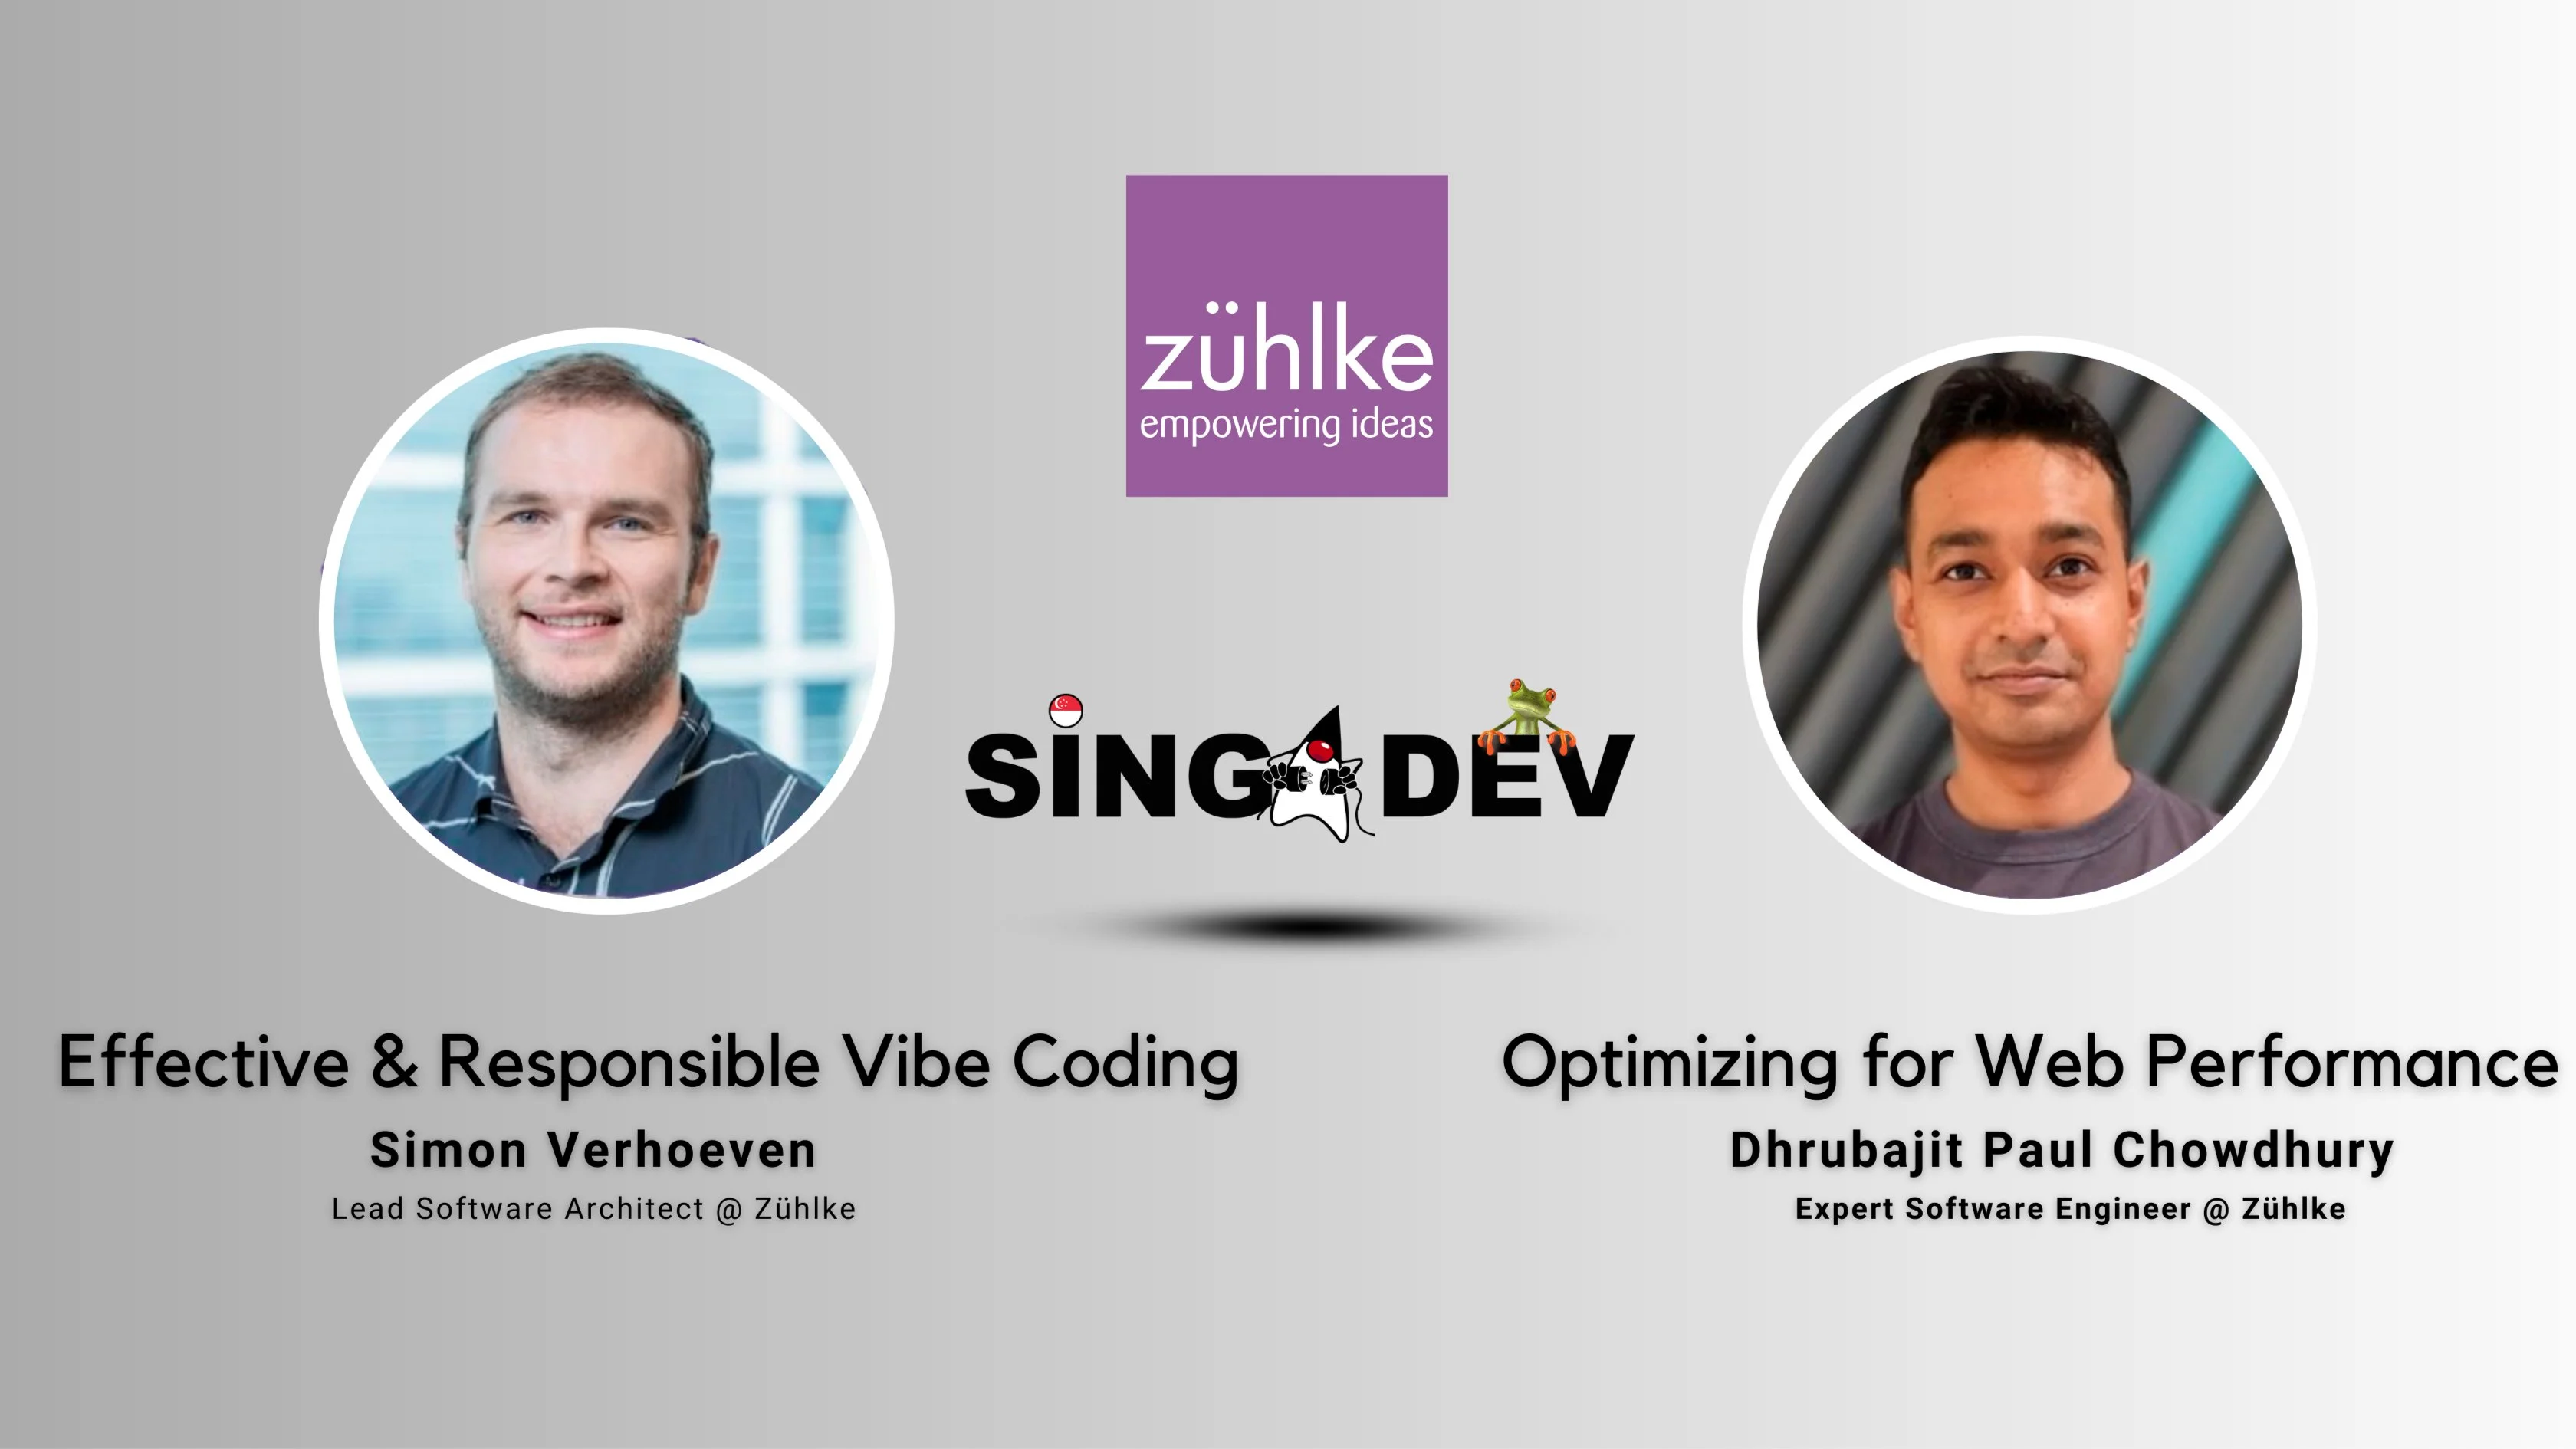 zühlke
empowering ideas
SiNGADEV
Effective & Responsible Vibe Coding
Simon Verhoeven
Lead Software Architect @ Zühlke
Optimizing for Web Performance
Dhrubajit Paul Chowdhury
Expert Software Engineer @ Zühlke